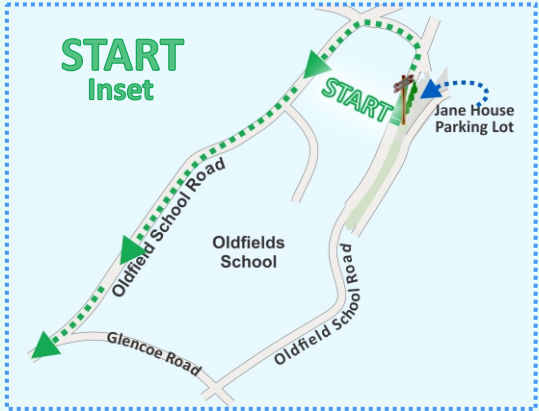 START
Inset
START
Jane House
Parking Lot
Oldfield School Road
Oldfields
School
Oldfield School Road
Glencoe Road